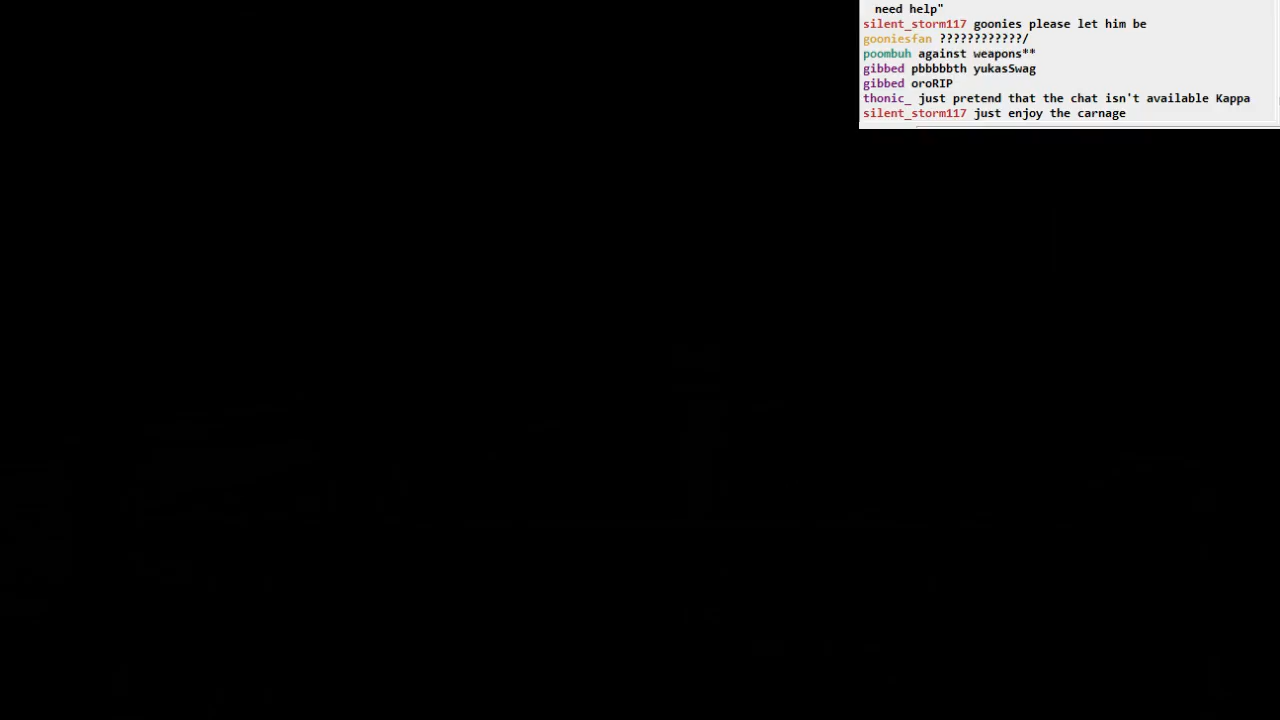 need help"
silent_storm117 goonies please let him be
gooniesfan ????????????/
poombuh against weapons**
gibbed pbbbbbth yukasSwag
gibbed oroRIP
thonic_ just pretend that the chat isn't available Kappa
silent_storm117 just enjoy the carnage